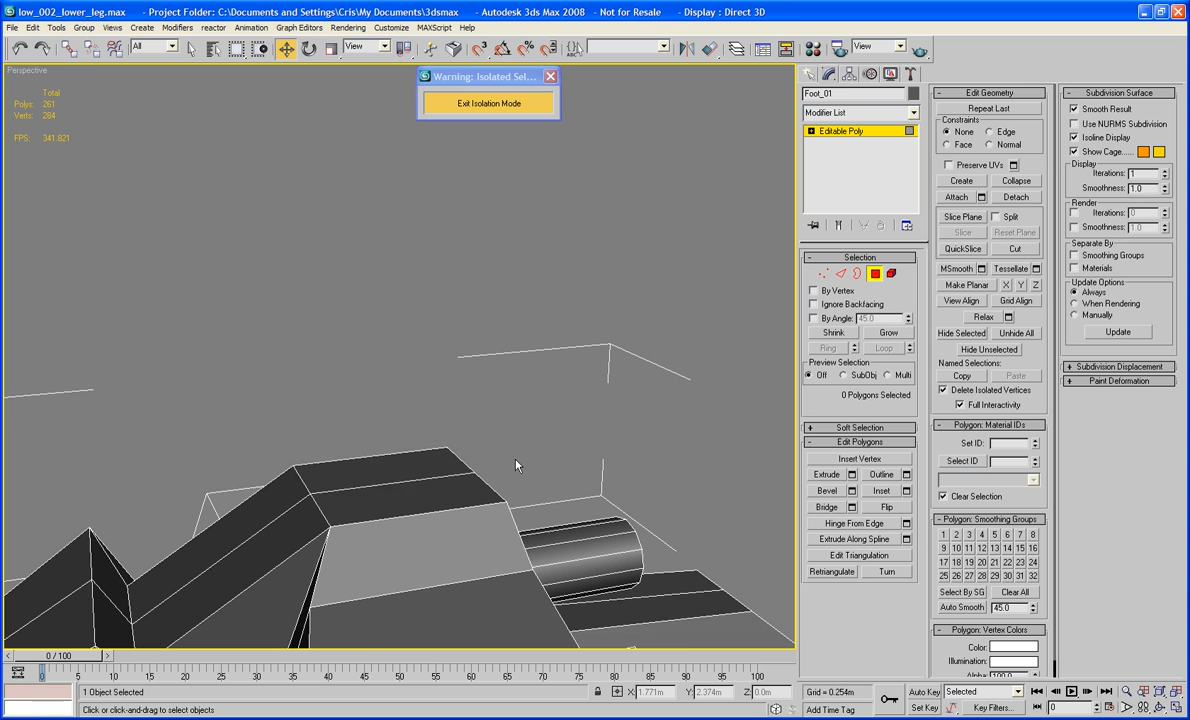 low_002_lower_leg.max - Project Folder: C:\Documents and Settings\Cris\My Documents\3dsmax - Autodesk 3ds Max 2008 - Not for Resale - Display : Direct 3D
File Edit Tools Group Views Create Modifiers reactor Animation Graph Editors Rendering Customize MAXScript Help
All View View
Perspective
Total
Polys: 261
Verts: 284
FPS: 341.821
Warning: Isolated Sel...
Exit Isolation Mode
Foot_01
Modifier List
Editable Poly
- Selection
By Vertex
Ignore Backfacing
By Angle: 45.0
Shrink Grow
Ring Loop
Preview Selection
Off SubObj Multi
0 Polygons Selected
+ Soft Selection
- Edit Polygons
Insert Vertex
Extrude Outline
Bevel Inset
Bridge Flip
Hinge From Edge
Extrude Along Spline
Edit Triangulation
Retriangulate Turn
- Edit Geometry
Repeat Last
Constraints
None Edge
Face Normal
Preserve UVs
Create Collapse
Attach Detach
Slice Plane Split
Slice Reset Plane
QuickSlice Cut
MSmooth Tessellate
Make Planar X Y Z
View Align Grid Align
Relax
Hide Selected Unhide All
Hide Unselected
Named Selections:
Copy Paste
Delete Isolated Vertices
Full Interactivity
- Polygon: Material IDs
Set ID:
Select ID
Clear Selection
- Polygon: Smoothing Groups
1 2 3 4 5 6 7 8
9 10 11 12 13 14 15 16
17 18 19 20 21 22 23 24
25 26 27 28 29 30 31 32
Select By SG Clear All
Auto Smooth 45.0
- Polygon: Vertex Colors
Color:
Illumination:
Alpha: 100.0
- Subdivision Surface
Smooth Result
Use NURMS Subdivision
Isoline Display
Show Cage......
Display
Iterations: 1
Smoothness: 1.0
Render
Iterations: 0
Smoothness: 1.0
Separate By
Smoothing Groups
Materials
Update Options
Always
When Rendering
Manually
Update
+ Subdivision Displacement
+ Paint Deformation
< 0 / 100 >
0 5 10 15 20 25 30 35 40 45 50 55 60 65 70 75 80 85 90 95 100
1 Object Selected X: 1.771m Y: 2.374m Z: 0.0m Grid = 0.254m Auto Key Selected
Click or click-and-drag to select objects Add Time Tag Set Key Key Filters... 0